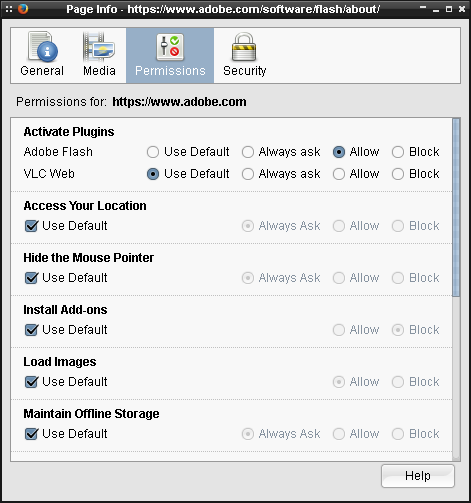 Page Info - https://www.adobe.com/software/flash/about/
General Media Permissions Security
Permissions for: https://www.adobe.com
Activate Plugins
Adobe Flash Use Default Always ask Allow Block
VLC Web Use Default Always ask Allow Block
Access Your Location
Use Default Always Ask Allow Block
Hide the Mouse Pointer
Use Default Always Ask Allow Block
Install Add-ons
Use Default Allow Block
Load Images
Use Default Allow Block
Maintain Offline Storage
Use Default Always Ask Allow Block
Help